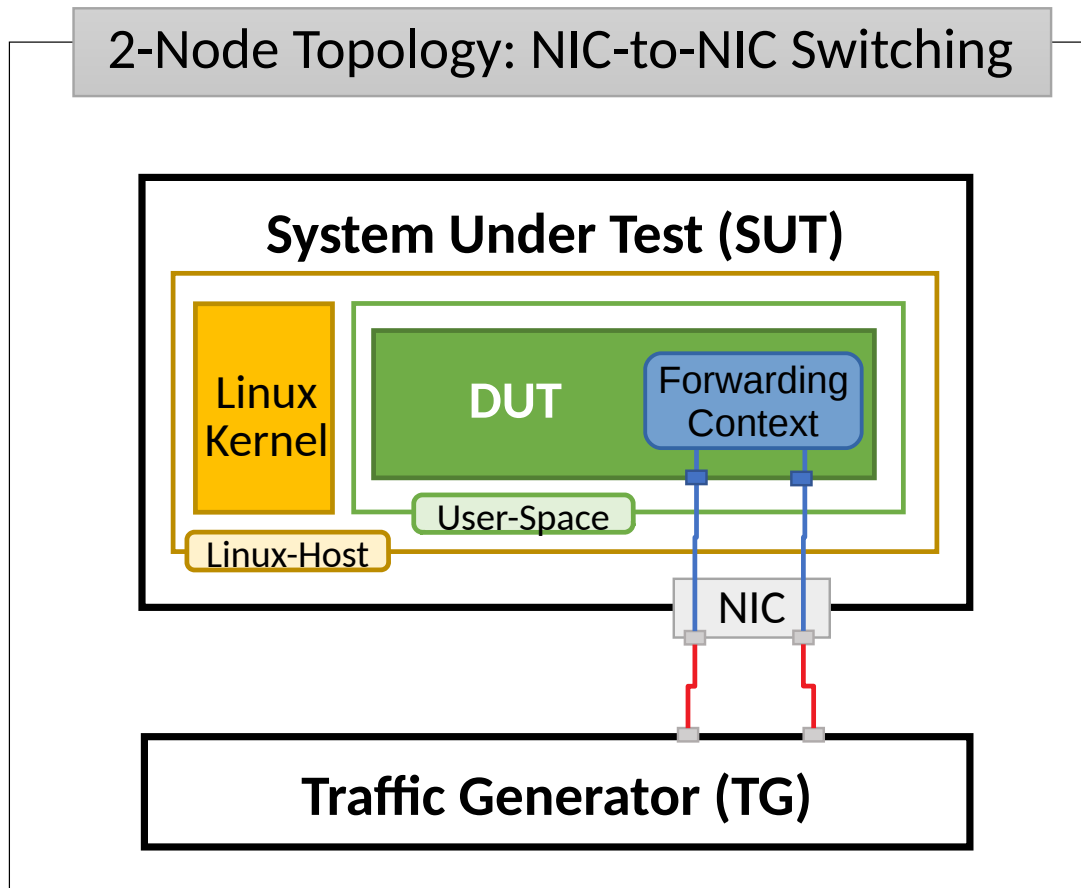 2-Node Topology: NIC-to-NIC Switching
System Under Test (SUT)
Linux
Kernel
DUT
Forwarding
Context
User-Space
Linux-Host
NIC
Traffic Generator (TG)